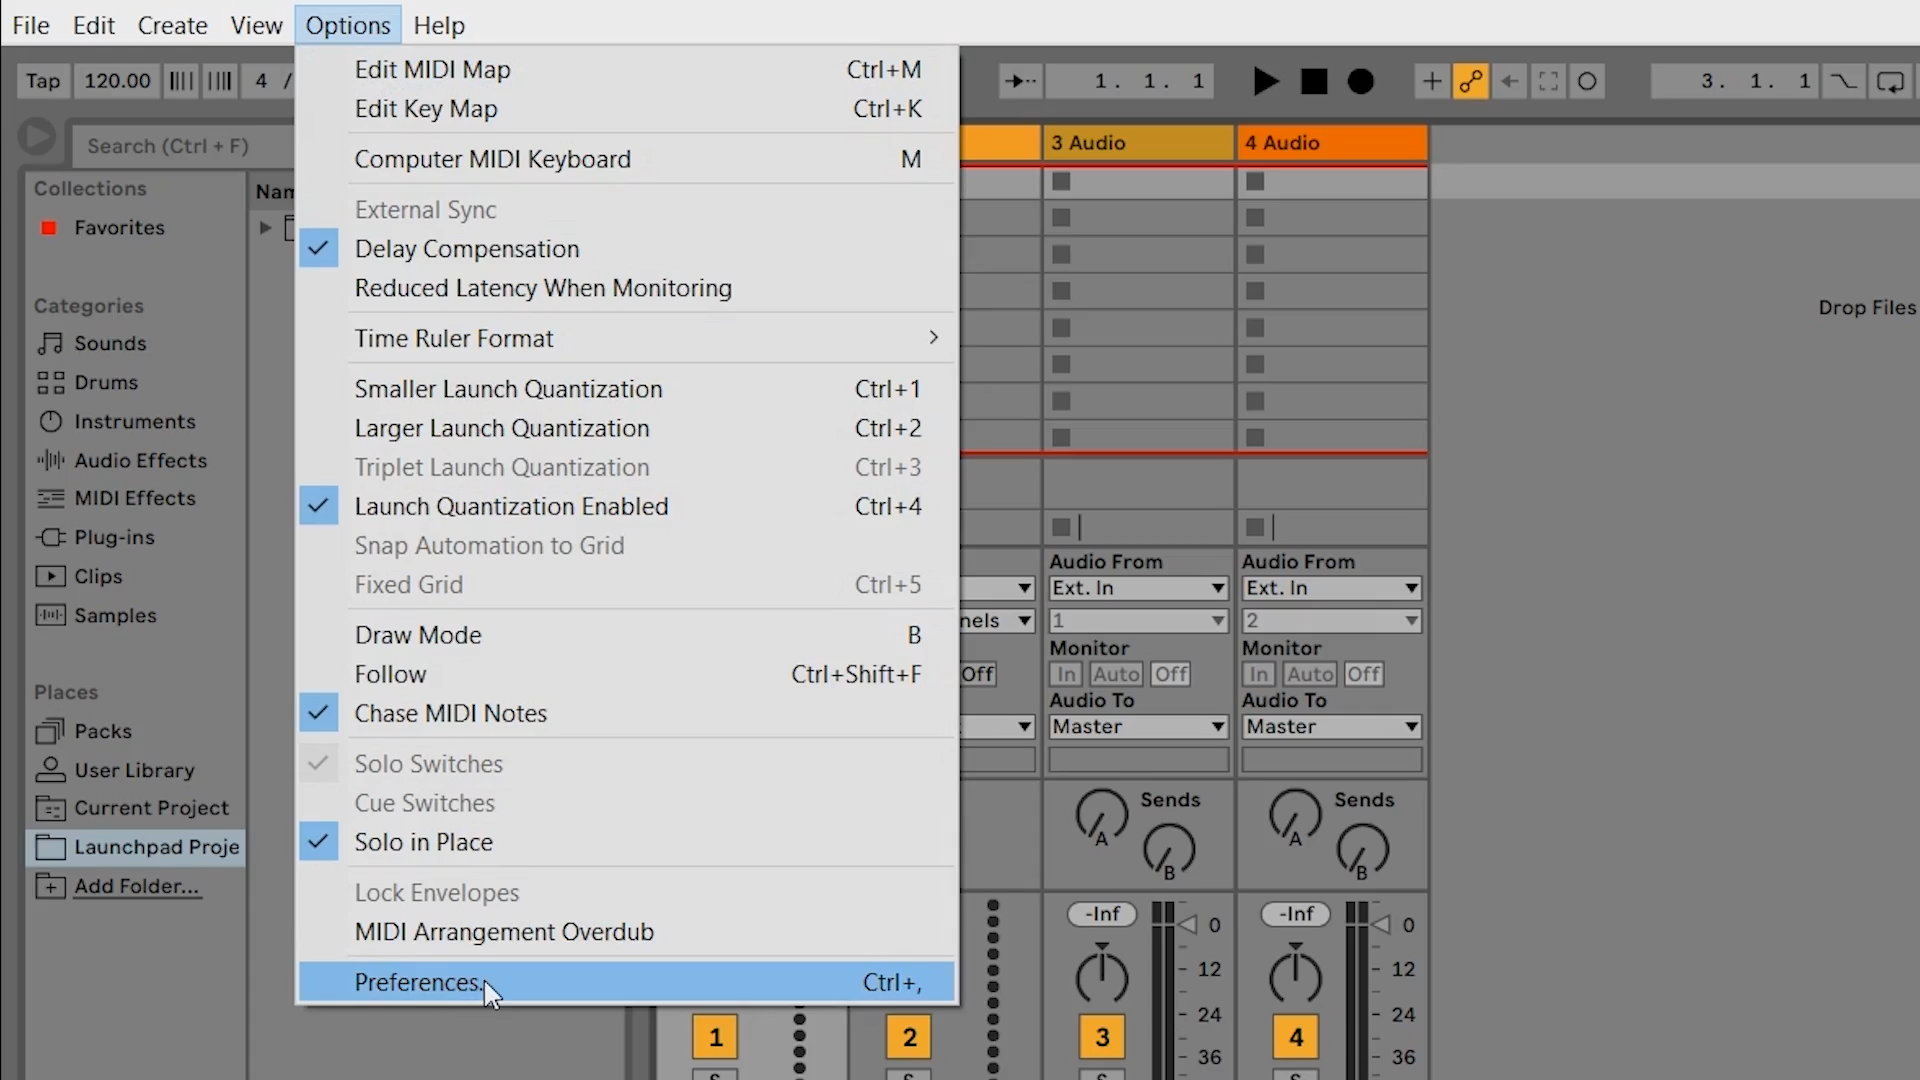 File Edit Create View Options Help
Tap 120.00 4 / 1. 1. 1 3. 1. 1
Search (Ctrl + F)
Collections
Favorites
Categories
Sounds
Drums
Instruments
Audio Effects
MIDI Effects
Plug-ins
Clips
Samples
Places
Packs
User Library
Current Project
Launchpad Proje
Add Folder...
Edit MIDI Map Ctrl+M
Edit Key Map Ctrl+K
Computer MIDI Keyboard M
External Sync
Delay Compensation
Reduced Latency When Monitoring
Time Ruler Format
Smaller Launch Quantization Ctrl+1
Larger Launch Quantization Ctrl+2
Triplet Launch Quantization Ctrl+3
Launch Quantization Enabled Ctrl+4
Snap Automation to Grid
Fixed Grid Ctrl+5
Draw Mode B
Follow Ctrl+Shift+F
Chase MIDI Notes
Solo Switches
Cue Switches
Solo in Place
Lock Envelopes
MIDI Arrangement Overdub
Preferences. Ctrl+,
3 Audio 4 Audio
Drop Files
Audio From Audio From
Ext. In Ext. In
nels 1 2
Monitor Monitor
Off In Auto Off In Auto Off
Audio To Audio To
Master Master
Sends Sends
A A
B B
-Inf 0 -Inf 0
12 12
24 24
1 2 3 4
36 36